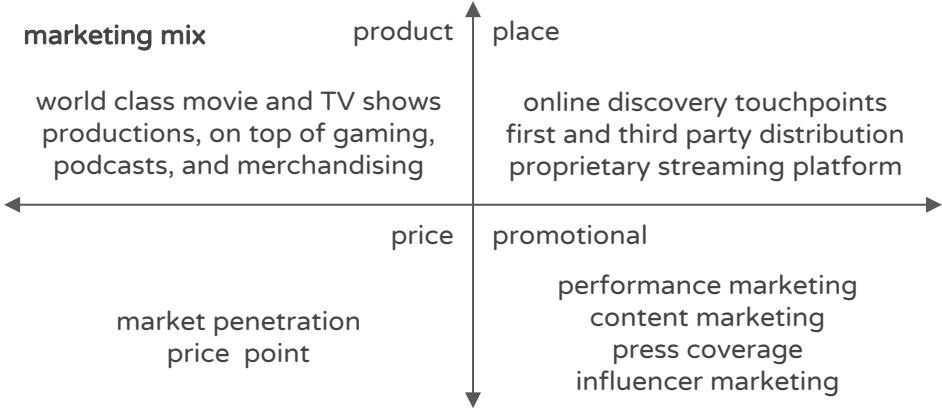 marketing mix
product
world class movie and TV shows
productions, on top of gaming,
podcasts, and merchandising
place
online discovery touchpoints
first and third party distribution
proprietary streaming platform
price
market penetration
price point
promotional
performance marketing
content marketing
press coverage
influencer marketing